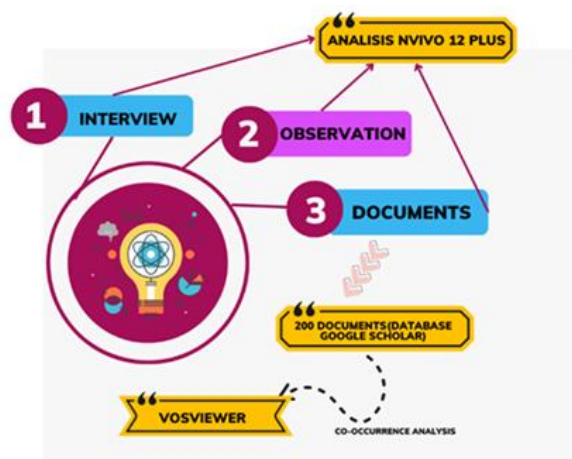 ANALISIS NVIVO 12 PLUS
1 INTERVIEW
2 OBSERVATION
3 DOCUMENTS
200 DOCUMENTS(DATABASE
GOOGLE SCHOLAR)
VOSVIEWER
CO-OCCURRENCE ANALYSIS